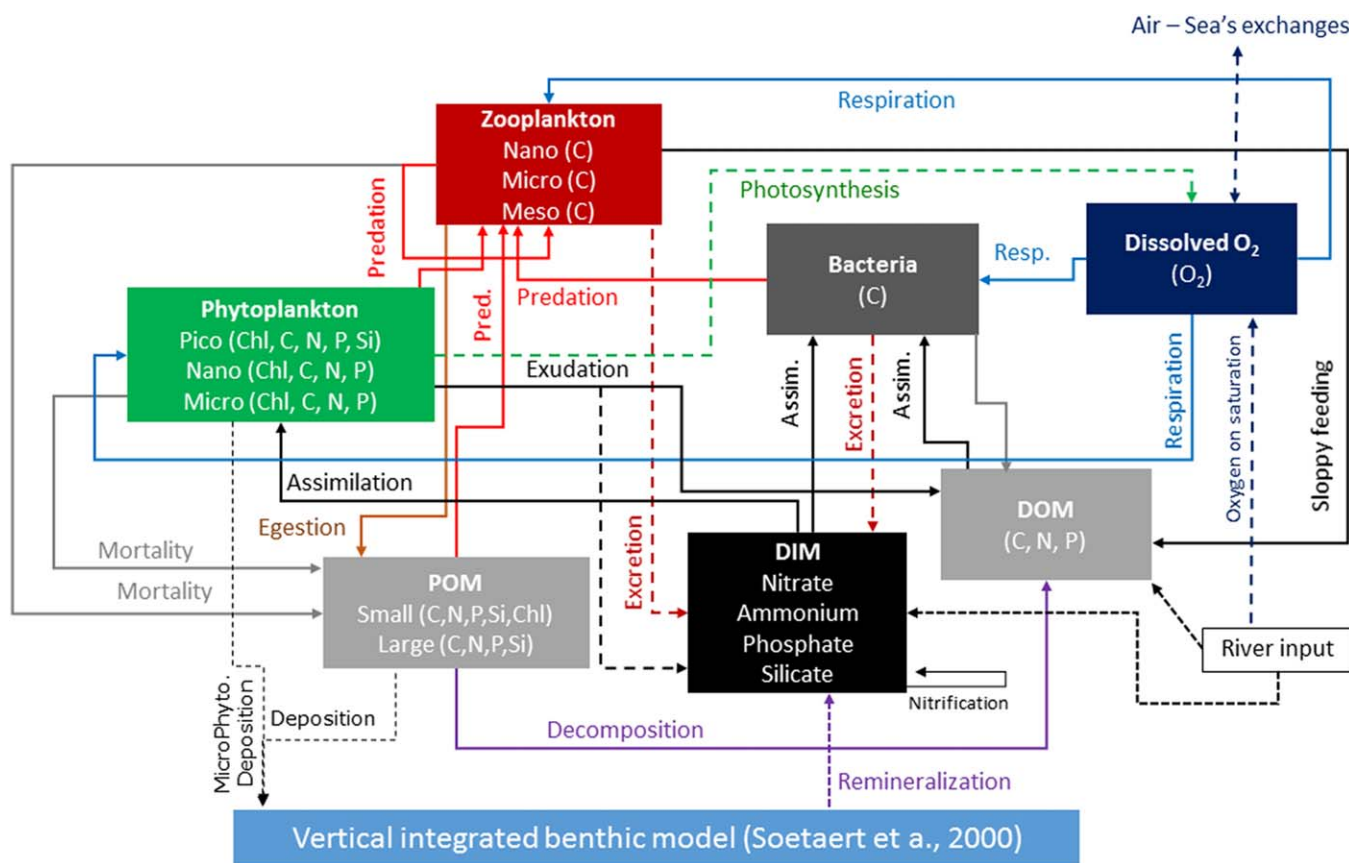 Air – Sea's exchanges
Respiration
Zooplankton
Nano (C)
Micro (C)
Meso (C)
Photosynthesis
Predation
Bacteria
(C)
Resp.
Dissolved O₂
(O₂)
Phytoplankton
Pico (Chl, C, N, P, Si)
Nano (Chl, C, N, P)
Micro (Chl, C, N, P)
Pred.
Predation
Exudation
Assim.
Excretion
Assim.
Respiration
Oxygen on saturation
Sloppy feeding
Assimilation
Egestion
Mortality
Mortality
POM
Small (C,N,P,Si,Chl)
Large (C,N,P,Si)
Excretion
DIM
Nitrate
Ammonium
Phosphate
Silicate
DOM
(C, N, P)
River input
Nitrification
MicroPhyto.
Deposition
Deposition
Decomposition
Remineralization
Vertical integrated benthic model (Soetaert et a., 2000)